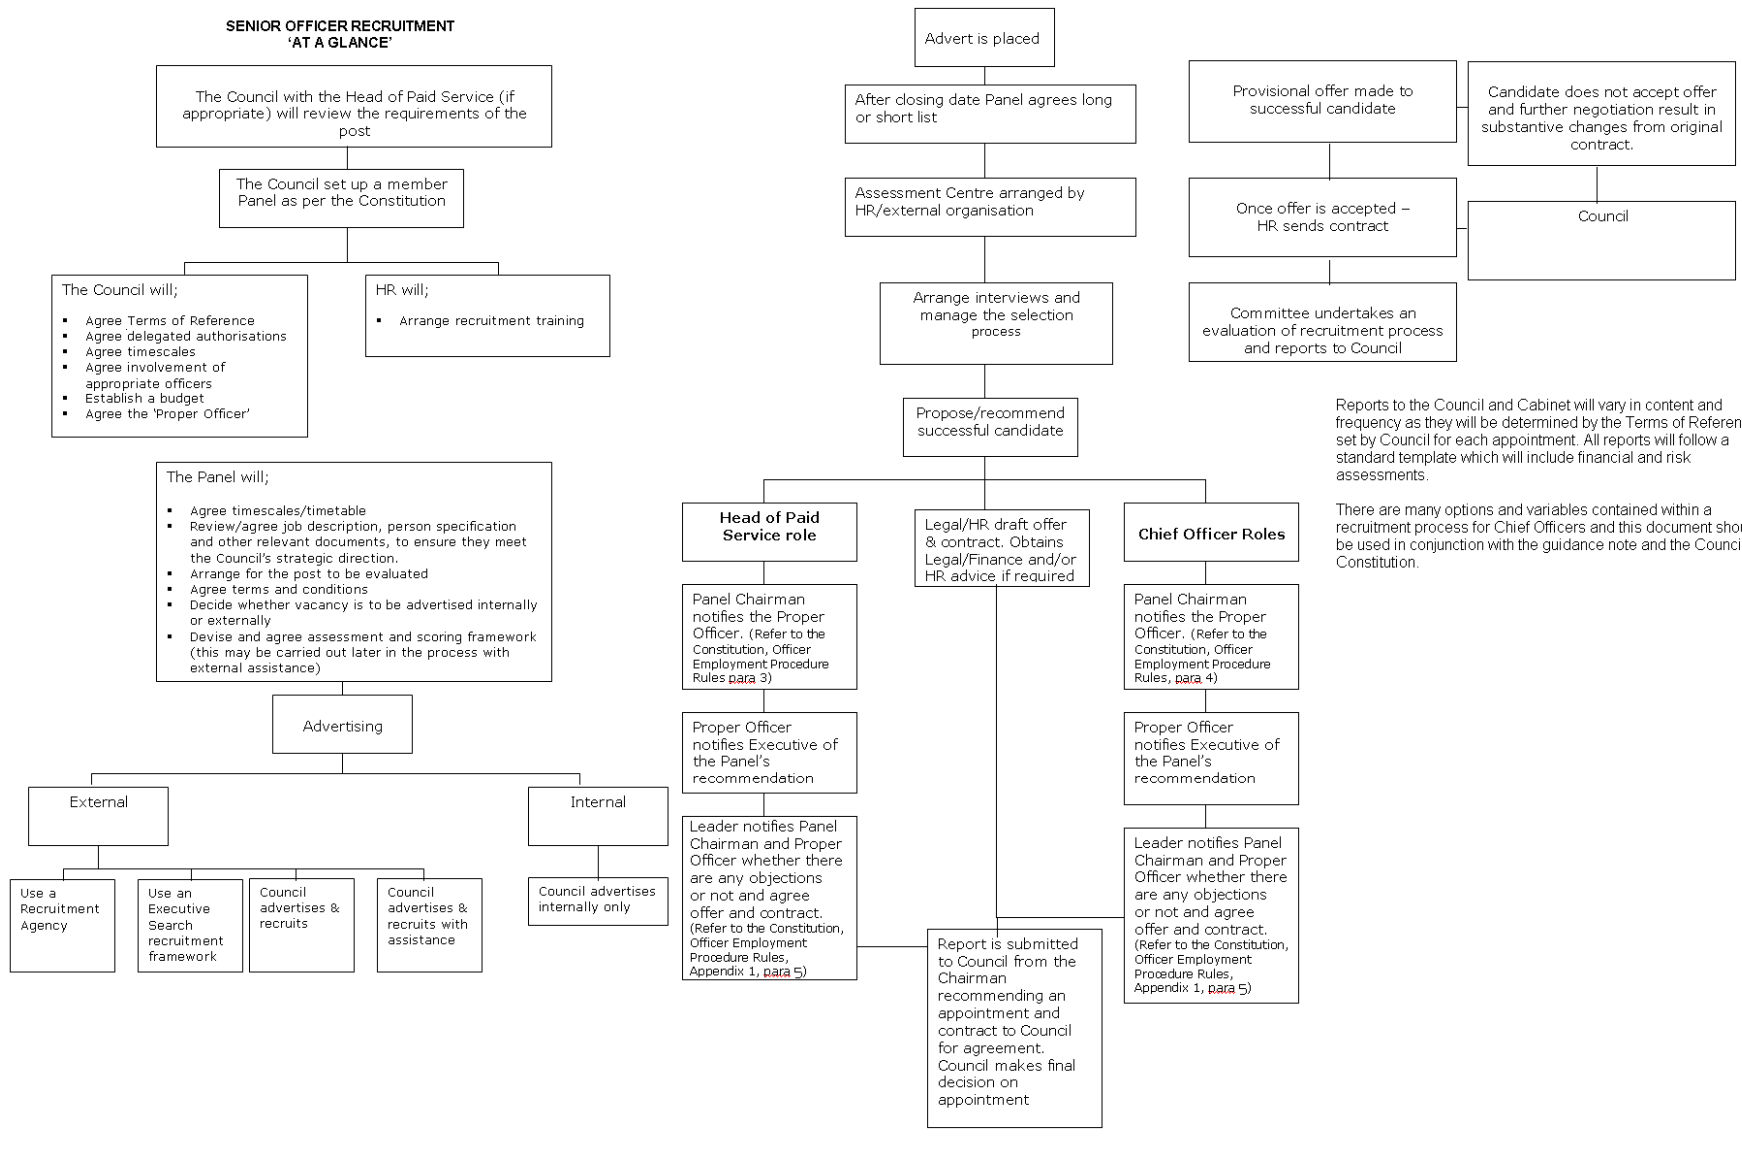 SENIOR OFFICER RECRUITMENT
‘AT A GLANCE’
The Council with the Head of Paid Service (if
appropriate) will review the requirements of the
post
The Council set up a member
Panel as per the Constitution
The Council will;
▪ Agree Terms of Reference
▪ Agree delegated authorisations
▪ Agree timescales
▪ Agree involvement of
appropriate officers
▪ Establish a budget
▪ Agree the ‘Proper Officer’
HR will;
▪ Arrange recruitment training
The Panel will;
▪ Agree timescales/timetable
▪ Review/agree job description, person specification
and other relevant documents, to ensure they meet
the Council’s strategic direction.
▪ Arrange for the post to be evaluated
▪ Agree terms and conditions
▪ Decide whether vacancy is to be advertised internally
or externally
▪ Devise and agree assessment and scoring framework
(this may be carried out later in the process with
external assistance)
Advertising
External
Internal
Use a
Recruitment
Agency
Use an
Executive
Search
recruitment
framework
Council
advertises &
recruits
Council
advertises &
recruits with
assistance
Council advertises
internally only
Advert is placed
After closing date Panel agrees long
or short list
Assessment Centre arranged by
HR/external organisation
Arrange interviews and
manage the selection
process
Propose/recommend
successful candidate
Head of Paid
Service role
Panel Chairman
notifies the Proper
Officer. (Refer to the
Constitution, Officer
Employment Procedure
Rules para 3)
Proper Officer
notifies Executive of
the Panel’s
recommendation
Leader notifies Panel
Chairman and Proper
Officer whether there
are any objections
or not and agree
offer and contract.
(Refer to the Constitution,
Officer Employment
Procedure Rules,
Appendix 1, para 5)
Legal/HR draft offer
& contract. Obtains
Legal/Finance and/or
HR advice if required
Report is submitted
to Council from the
Chairman
recommending an
appointment and
contract to Council
for agreement.
Council makes final
decision on
appointment
Chief Officer Roles
Panel Chairman
notifies the Proper
Officer. (Refer to the
Constitution, Officer
Employment Procedure
Rules, para 4)
Proper Officer
notifies Executive of
the Panel’s
recommendation
Leader notifies Panel
Chairman and Proper
Officer whether there
are any objections
or not and agree
offer and contract.
(Refer to the Constitution,
Officer Employment
Procedure Rules,
Appendix 1, para 5)
Provisional offer made to
successful candidate
Once offer is accepted –
HR sends contract
Committee undertakes an
evaluation of recruitment process
and reports to Council
Candidate does not accept offer
and further negotiation result in
substantive changes from original
contract.
Council
Reports to the Council and Cabinet will vary in content and
frequency as they will be determined by the Terms of Referen
set by Council for each appointment. All reports will follow a
standard template which will include financial and risk
assessments.
There are many options and variables contained within a
recruitment process for Chief Officers and this document shou
be used in conjunction with the guidance note and the Counci
Constitution.